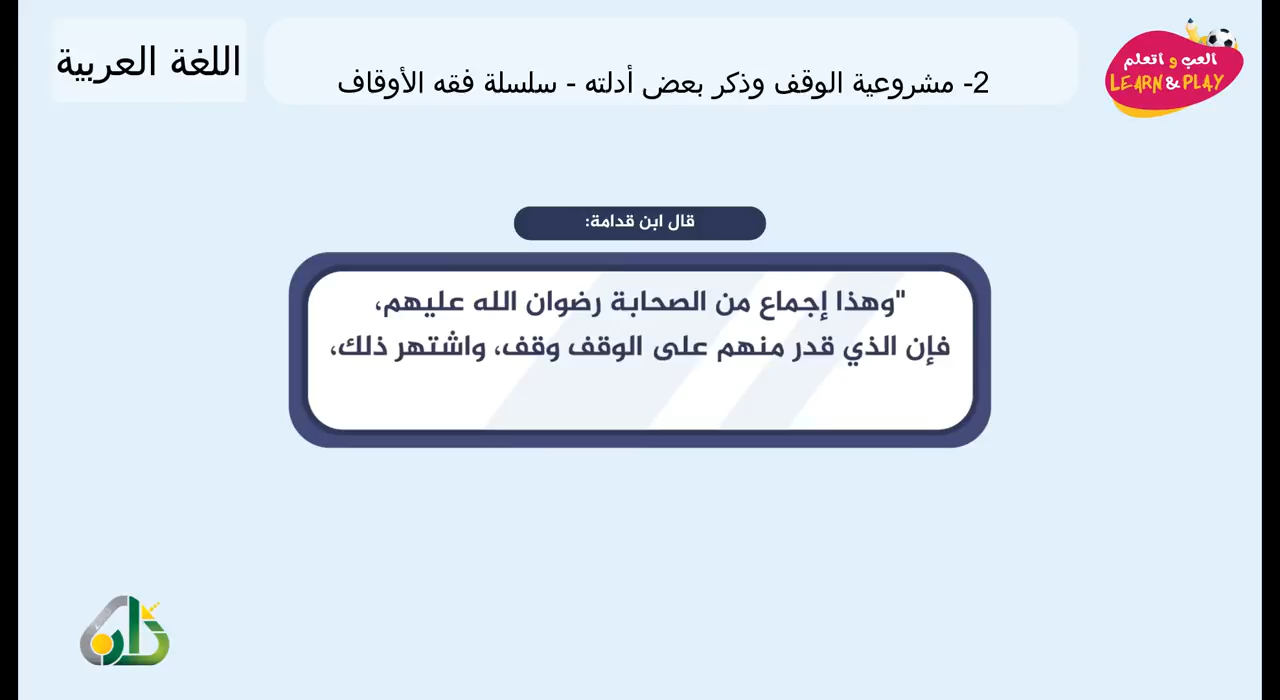 اللغة العربية
2- مشروعية الوقف وذكر بعض أدلته - سلسلة فقه الأوقاف
العب و اتعلم
LEARN & PLAY
قال ابن قدامة:
"وهذا إجماع من الصحابة رضوان الله عليهم،
فإن الذي قدر منهم على الوقف وقف، واشتهر ذلك،